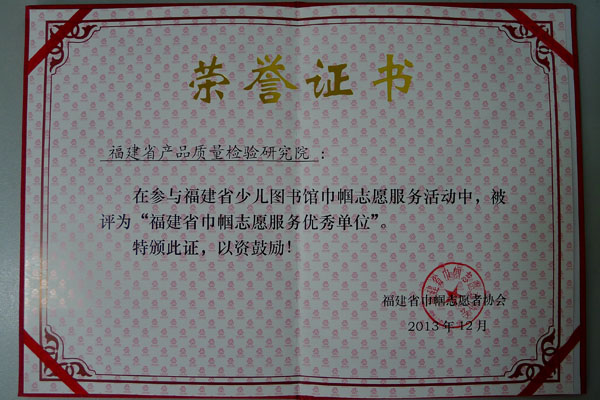 荣誉证书
福建省产品质量检验研究院：
在参与福建省少儿图书馆巾帼志愿服务活动中，被
评为“福建省巾帼志愿服务优秀单位”。
特颁此证，以资鼓励！
福建省巾帼志愿者协会
2013年12月